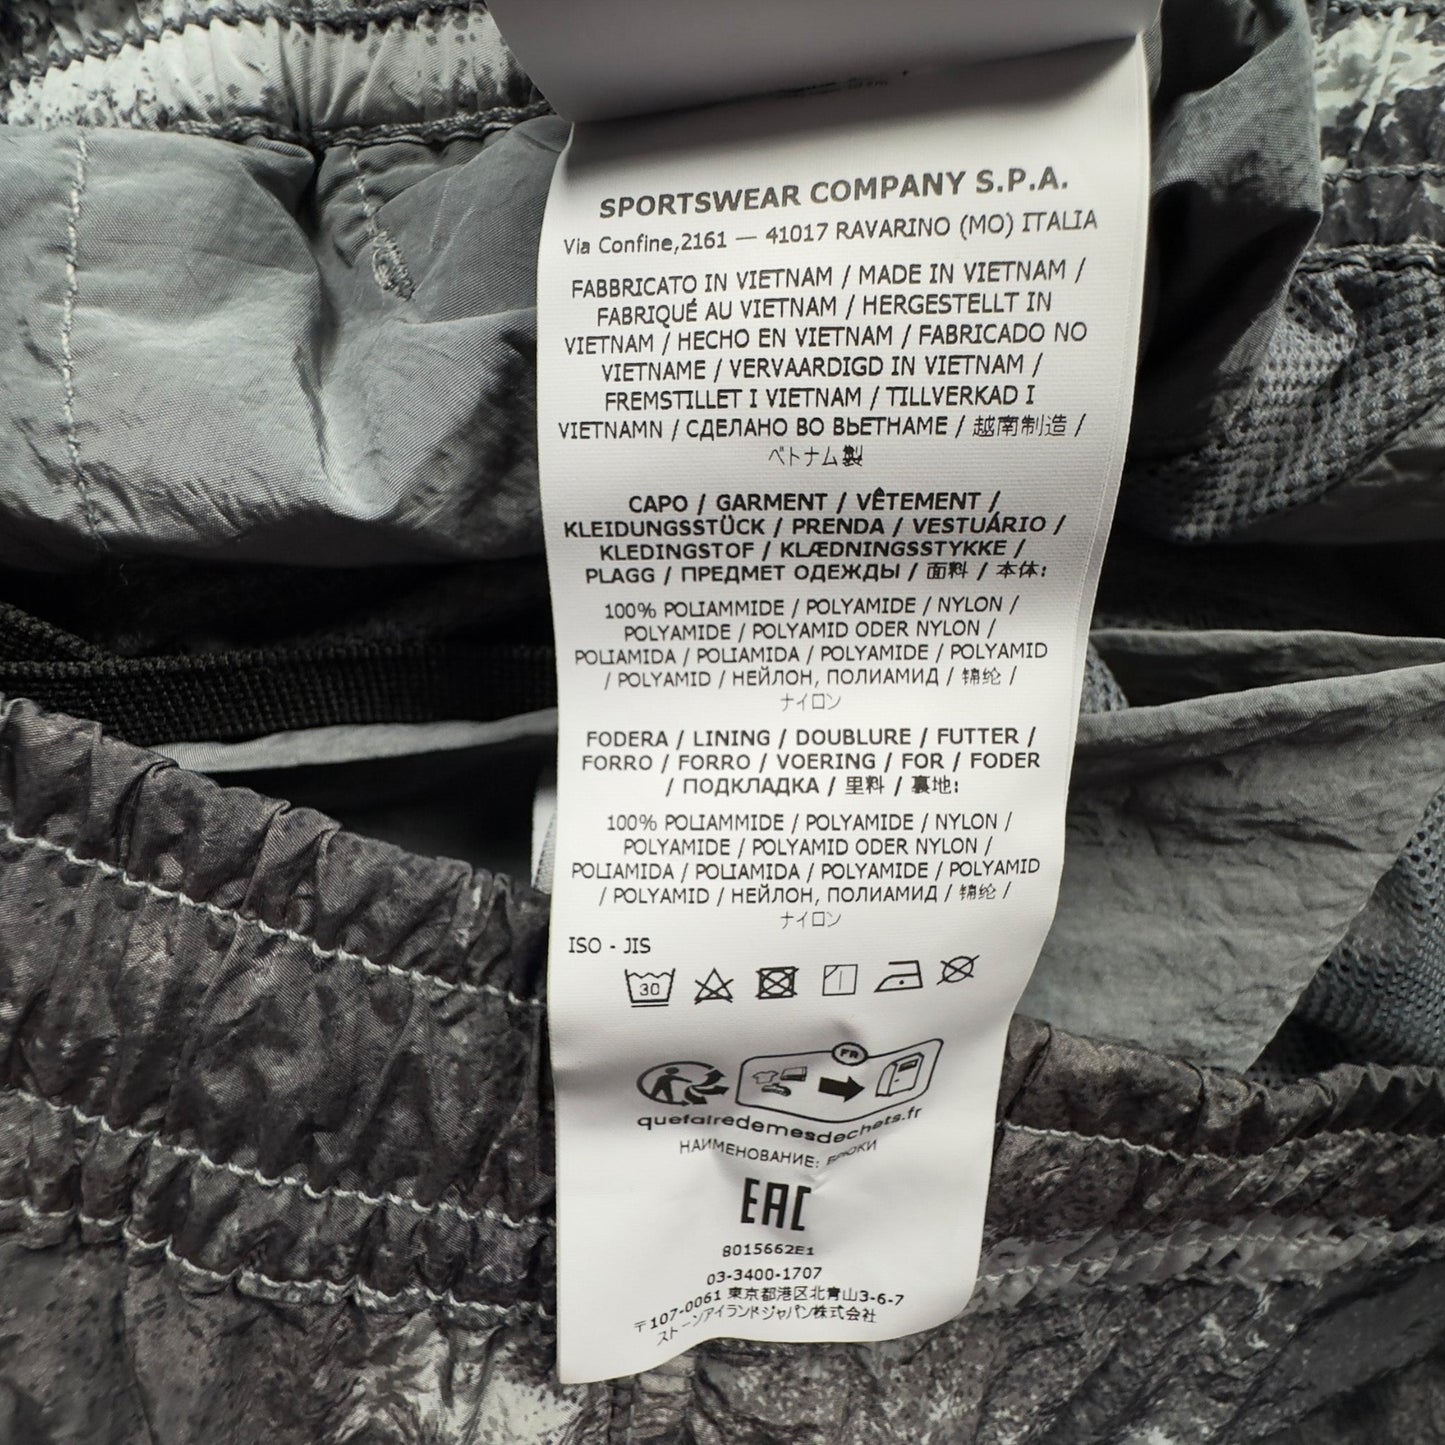 SPORTSWEAR COMPANY S.P.A.
Via Confine,2161 — 41017 RAVARINO (MO) ITALIA
FABBRICATO IN VIETNAM / MADE IN VIETNAM /
FABRIQUÉ AU VIETNAM / HERGESTELLT IN
VIETNAM / HECHO EN VIETNAM / FABRICADO NO
VIETNAME / VERVAARDIGD IN VIETNAM /
FREMSTILLET I VIETNAM / TILLVERKAD I
VIETNAMN / СДЕЛАНО ВО ВЬЕТНАМЕ / 越南制造 /
ベトナム製
CAPO / GARMENT / VÊTEMENT /
KLEIDUNGSSTÜCK / PRENDA / VESTUÁRIO /
KLEDINGSTOF / KLÆDNINGSSTYKKE /
PLAGG / ПРЕДМЕТ ОДЕЖДЫ / 面料 / 本体:
100% POLIAMMIDE / POLYAMIDE / NYLON /
POLYAMIDE / POLYAMID ODER NYLON /
POLIAMIDA / POLIAMIDA / POLYAMIDE / POLYAMID
/ POLYAMID / НЕЙЛОН, ПОЛИАМИД / 锦纶 /
ナイロン
FODERA / LINING / DOUBLURE / FUTTER /
FORRO / FORRO / VOERING / FOR / FODER
/ ПОДКЛАДКА / 里料 / 裏地:
100% POLIAMMIDE / POLYAMIDE / NYLON /
POLYAMIDE / POLYAMID ODER NYLON /
POLIAMIDA / POLIAMIDA / POLYAMIDE / POLYAMID
/ POLYAMID / НЕЙЛОН, ПОЛИАМИД / 锦纶 /
ナイロン
ISO - JIS
30
FR
quefairedemesdechets.fr
НАИМЕНОВАНИЕ: БРЮКИ
EAC
8015662E1
03-3400-1707
〒107-0061 東京都港区北青山3-6-7
ストーンアイランドジャパン株式会社